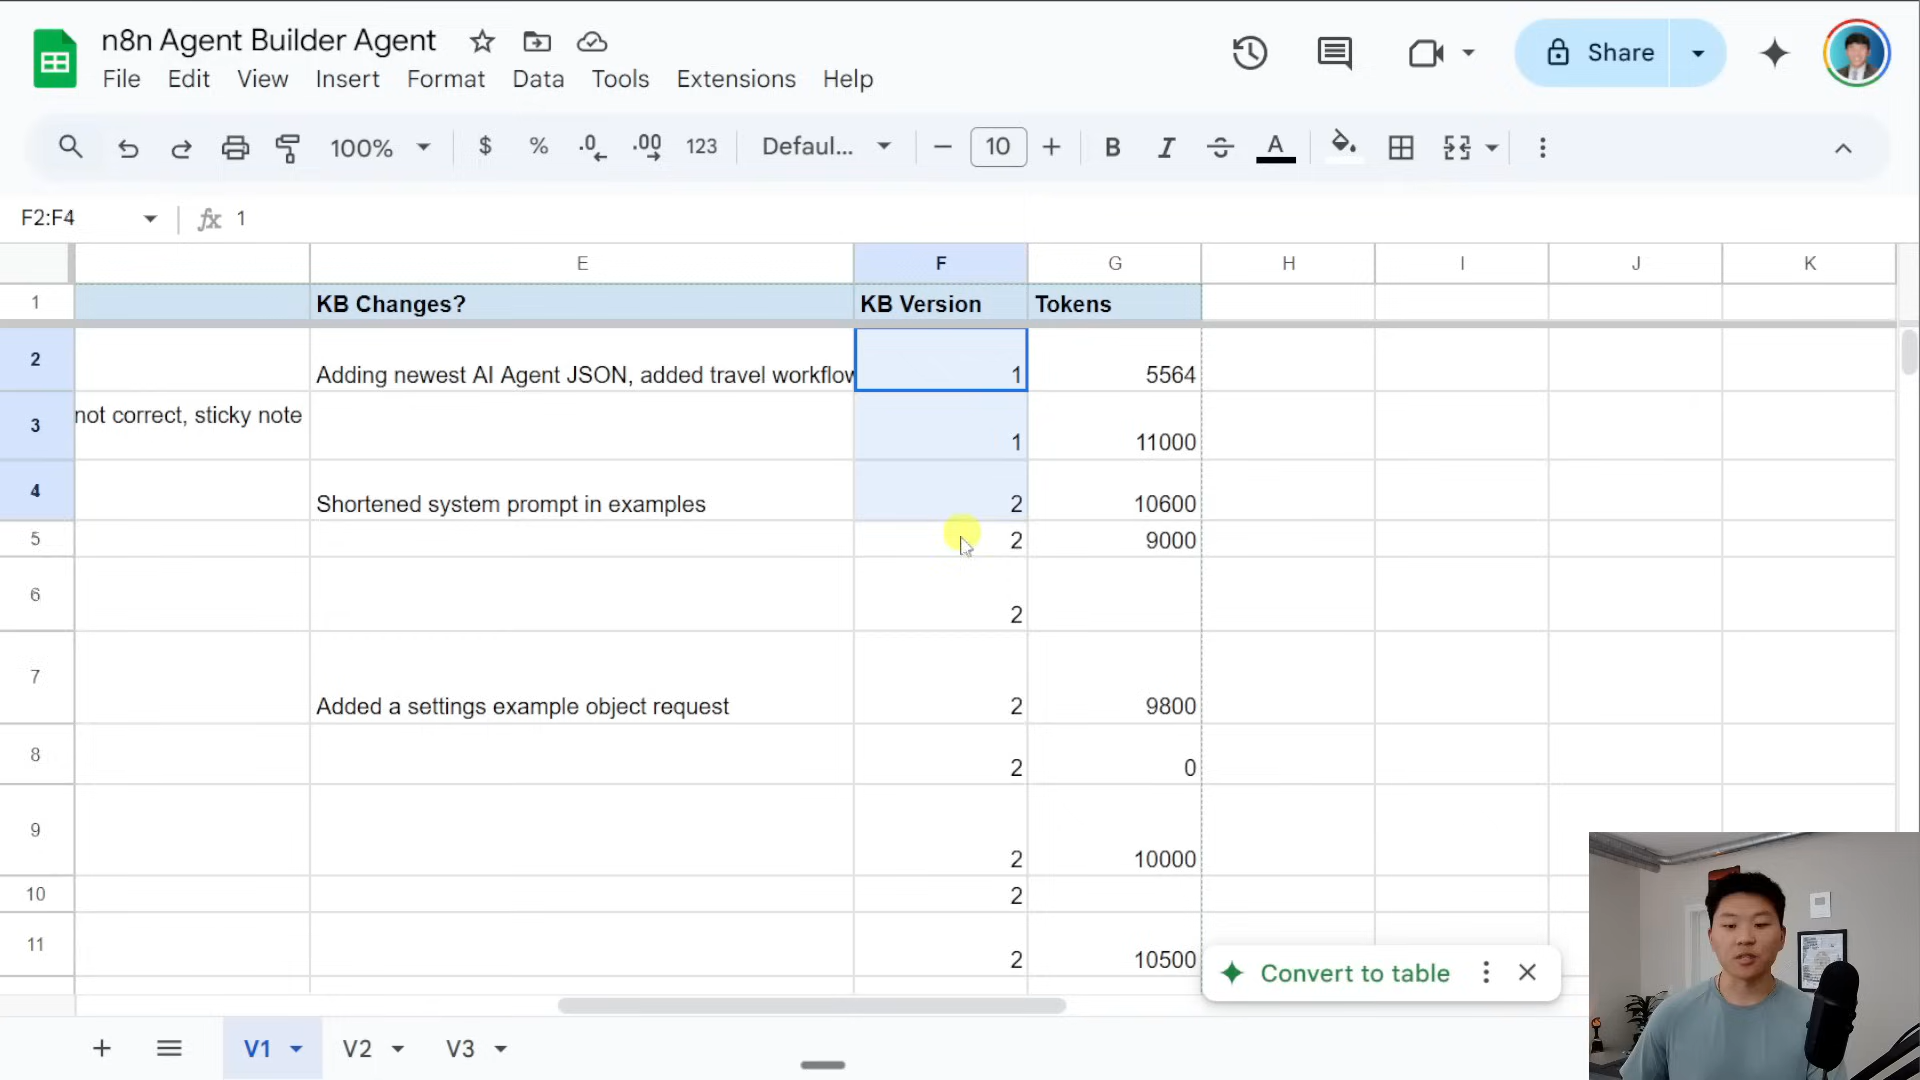 n8n Agent Builder Agent
File Edit View Insert Format Data Tools Extensions Help
Share
100% $ % .0 .00 123 Defaul... 10 B I S A
F2:F4 fx 1
E F G H I J K
1 KB Changes? KB Version Tokens
2 Adding newest AI Agent JSON, added travel workflow 1 5564
3 not correct, sticky note 1 11000
4 Shortened system prompt in examples 2 10600
5 2 9000
6 2
7 Added a settings example object request 2 9800
8 2 0
9 2 10000
10 2
11 2 10500
Convert to table
V1 V2 V3